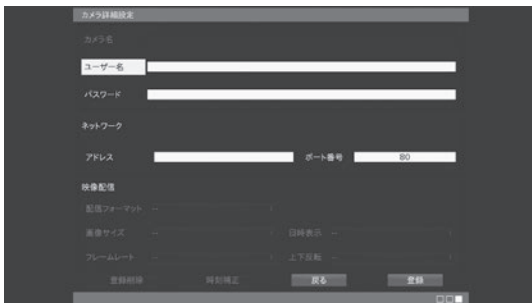 カメラ詳細設定
カメラ名
ユーザー名
パスワード
ネットワーク
アドレス ポート番号 80
映像配信
配信フォーマット --
画像サイズ -- 日時表示 --
フレームレート -- 上下反転 --
登録削除 時刻補正 戻る 登録